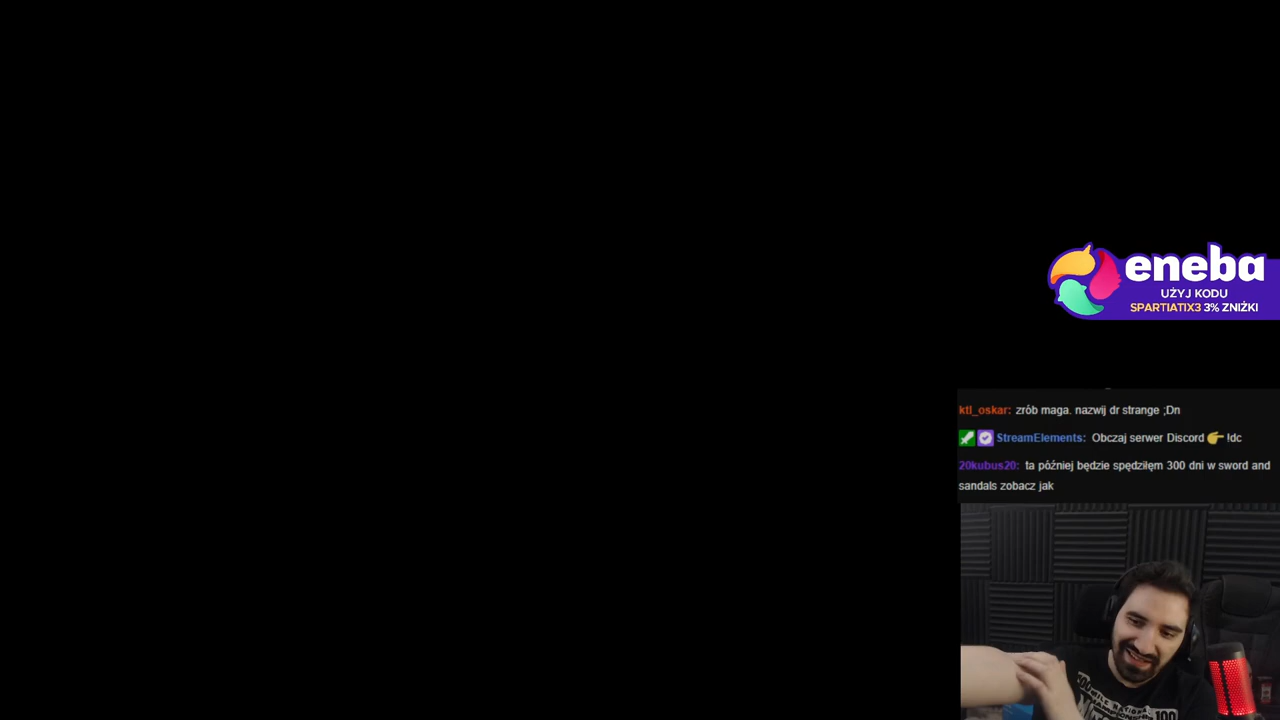 eneba
UŻYJ KODU
SPARTIATIX3 3% ZNIŻKI
ktl_oskar: zrób maga. nazwij dr strange ;Dn
StreamElements: Obczaj serwer Discord 👉 !dc
20kubus20: ta później będzie spędziłęm 300 dni w sword and
sandals zobacz jak